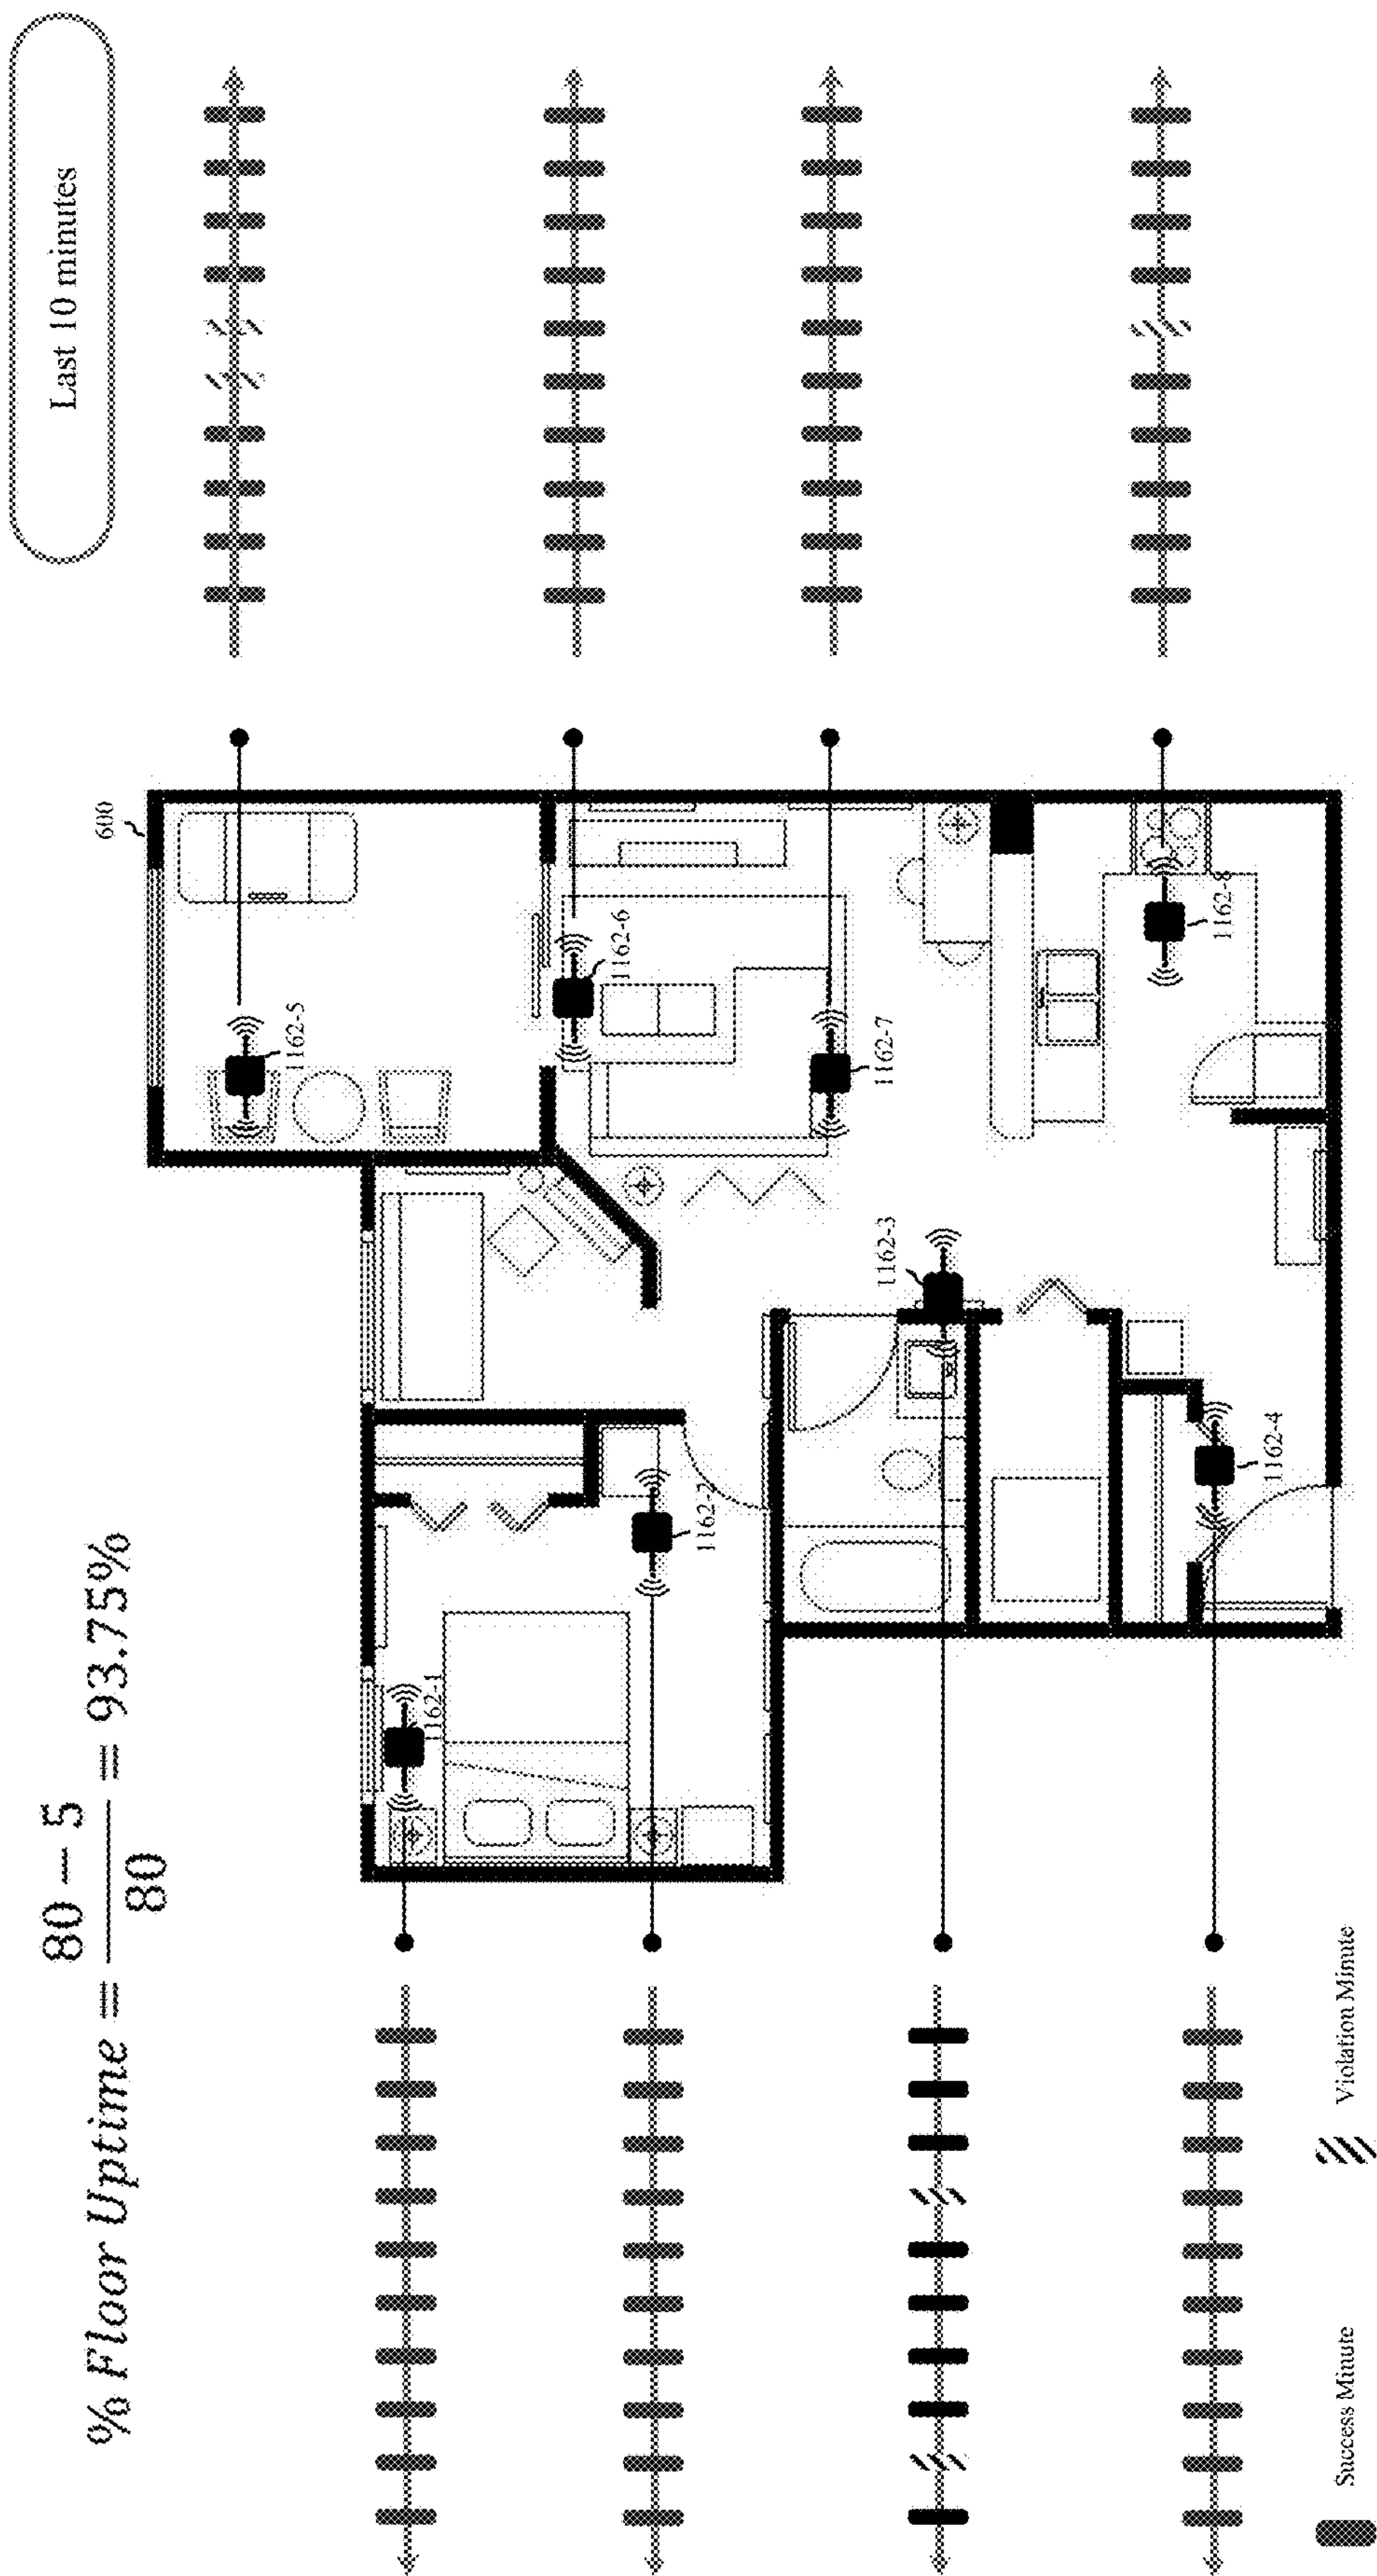 % Floor Uptime = 80 − 5 / 80 = 93.75%
Last 10 minutes
600
1162-1
1162-2
1162-3
1162-4
1162-5
1162-6
1162-7
1162-8
Success Minute
Violation Minute